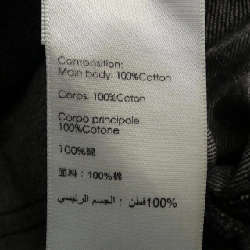 Composition:
Main body: 100%Cotton
Corps: 100%Coton
Corpo principale
100%Cotone
100%綿
面料：100%棉
100%قطن : الجسم الرئيسي